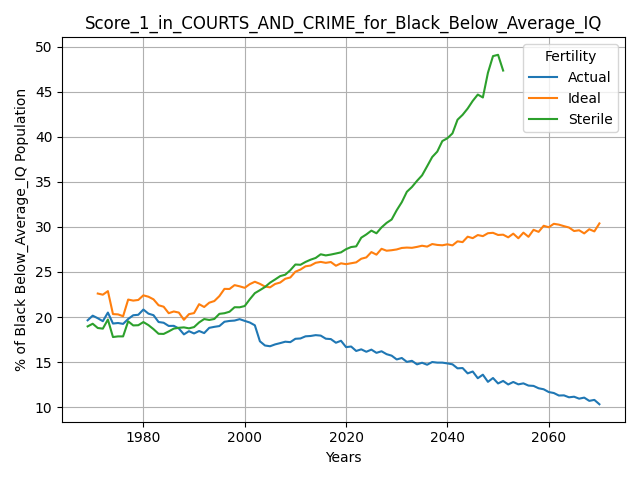 Score_1_in_COURTS_AND_CRIME_for_Black_Below_Average_IQ
% of Black Below_Average_IQ Population
50
45
40
35
30
25
20
15
10
Fertility
Actual
Ideal
Sterile
1980
2000
2020
2040
2060
Years